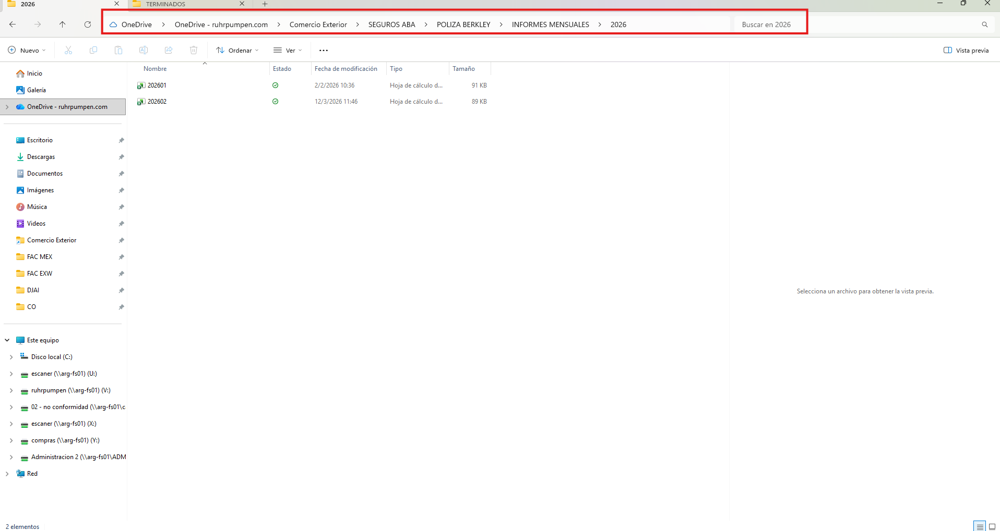 2026
TERMINADOS
OneDrive > OneDrive - ruhrpumpen.com > Comercio Exterior > SEGUROS ABA > POLIZA BERKLEY > INFORMES MENSUALES > 2026
Buscar en 2026
Nuevo
Ordenar
Ver
Vista previa
Nombre Estado Fecha de modificación Tipo Tamaño
202601 2/2/2026 10:36 Hoja de cálculo d... 91 KB
202602 12/3/2026 11:46 Hoja de cálculo d... 89 KB
Inicio
Galería
OneDrive - ruhrpumpen.com
Escritorio
Descargas
Documentos
Imágenes
Música
Videos
Comercio Exterior
FAC MEX
FAC EXW
DJAI
CO
Este equipo
Disco local (C:)
escaner (\\arg-fs01) (U:)
ruhrpumpen (\\arg-fs01) (V:)
02 - no conformidad (\\arg-fs01\c
escaner (\\arg-fs01) (X:)
compras (\\arg-fs01) (Y:)
Administracion 2 (\\arg-fs01\ADM
Red
Selecciona un archivo para obtener la vista previa.
2 elementos